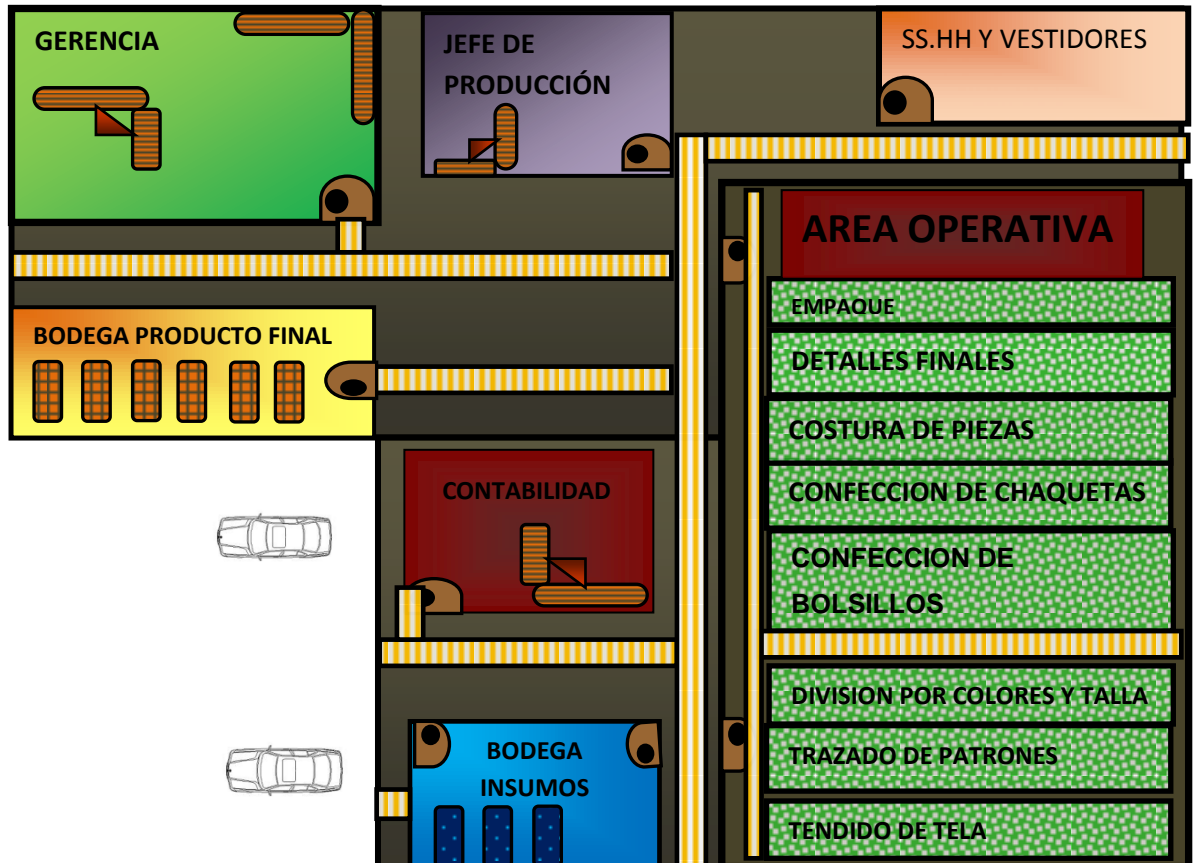 GERENCIA
JEFE DE
PRODUCCIÓN
SS.HH Y VESTIDORES
AREA OPERATIVA
EMPAQUE
BODEGA PRODUCTO FINAL
DETALLES FINALES
COSTURA DE PIEZAS
CONTABILIDAD
CONFECCION DE CHAQUETAS
CONFECCION DE
BOLSILLOS
DIVISION POR COLORES Y TALLA
BODEGA
INSUMOS
TRAZADO DE PATRONES
TENDIDO DE TELA